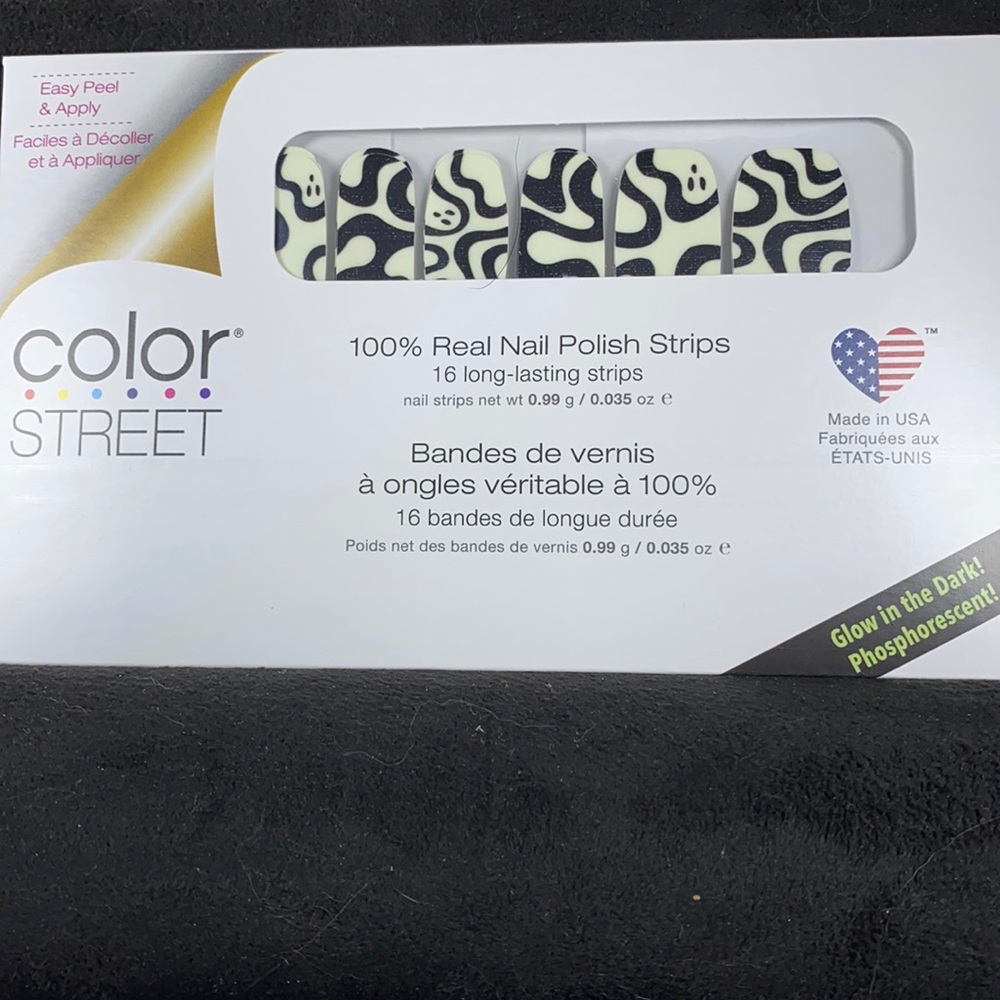 Easy Peel
& Apply
Faciles à Décoller
et à Appliquer
color®
STREET
100% Real Nail Polish Strips
16 long-lasting strips
nail strips net wt 0.99 g / 0.035 oz ℮
Bandes de vernis
à ongles véritable à 100%
16 bandes de longue durée
Poids net des bandes de vernis 0.99 g / 0.035 oz ℮
TM
Made in USA
Fabriquées aux
ÉTATS-UNIS
Glow in the Dark!
Phosphorescent!